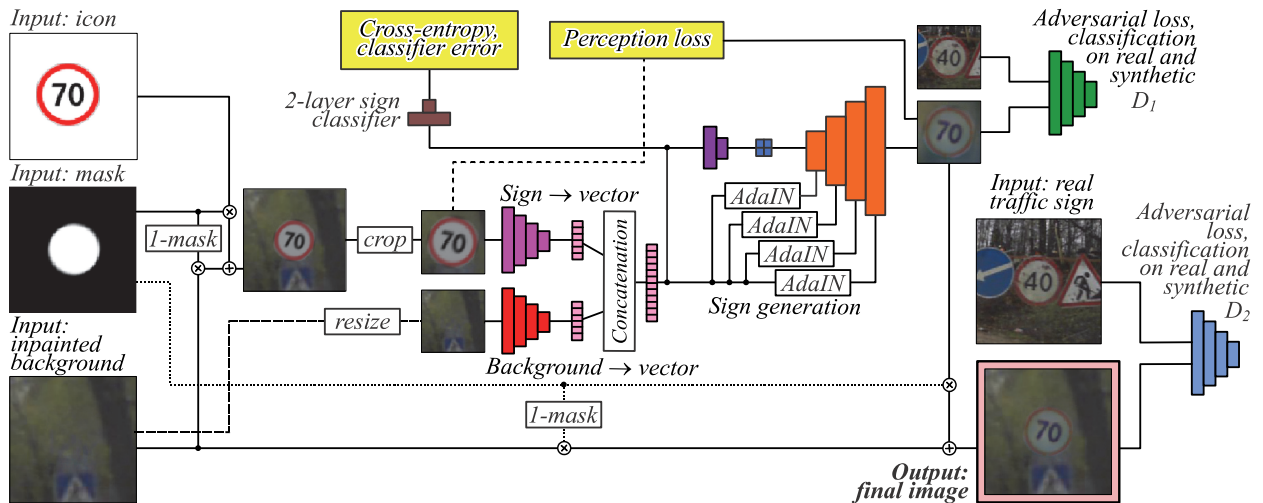 Input: icon
70
Input: mask
1-mask
Input:
inpainted
background
Cross-entropy,
classifier error
2-layer sign
classifier
Perception loss
70
crop
70
resize
Sign → vector
Background → vector
Concatenation
AdaIN
AdaIN
AdaIN
AdaIN
Sign generation
1-mask
40
70
Adversarial loss,
classification
on real and
synthetic
D1
Input: real
traffic sign
40
Adversarial
loss,
classification
on real and
synthetic
D2
70
Output:
final image